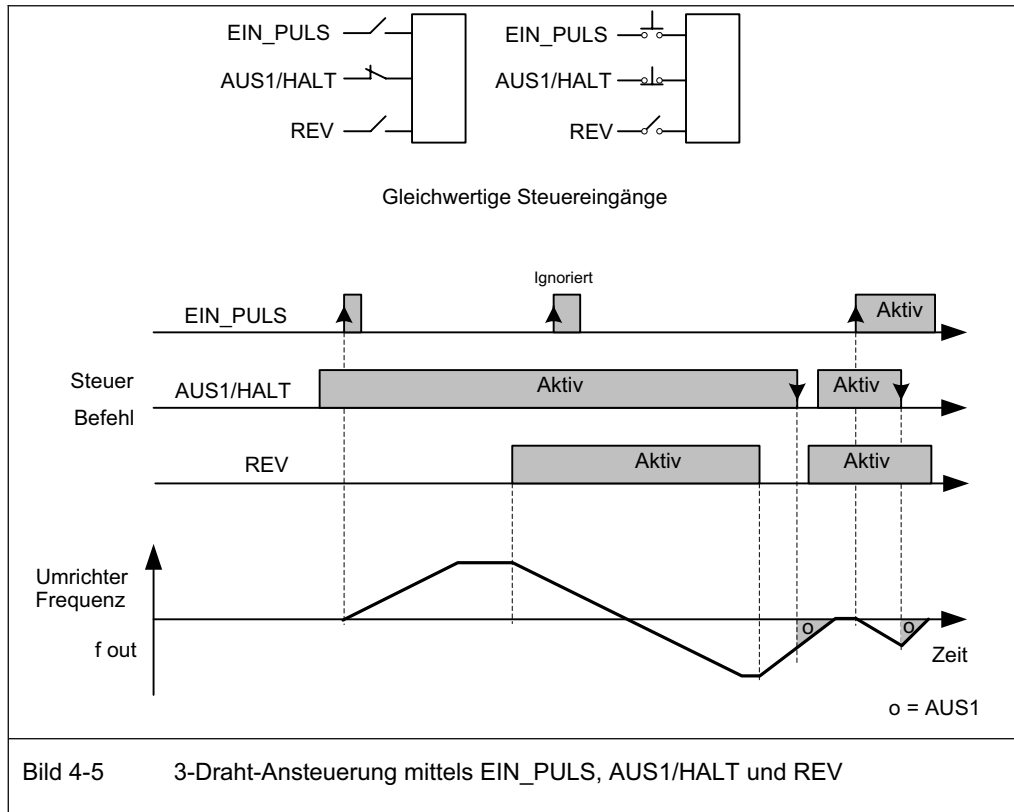 EIN_PULS
AUS1/HALT
REV
EIN_PULS
AUS1/HALT
REV
Gleichwertige Steuereingänge
Ignoriert
EIN_PULS
Aktiv
Steuer
Befehl
AUS1/HALT
Aktiv
Aktiv
REV
Aktiv
Aktiv
Umrichter
Frequenz
f out
o
o
Zeit
o = AUS1
Bild 4-5 3-Draht-Ansteuerung mittels EIN_PULS, AUS1/HALT und REV